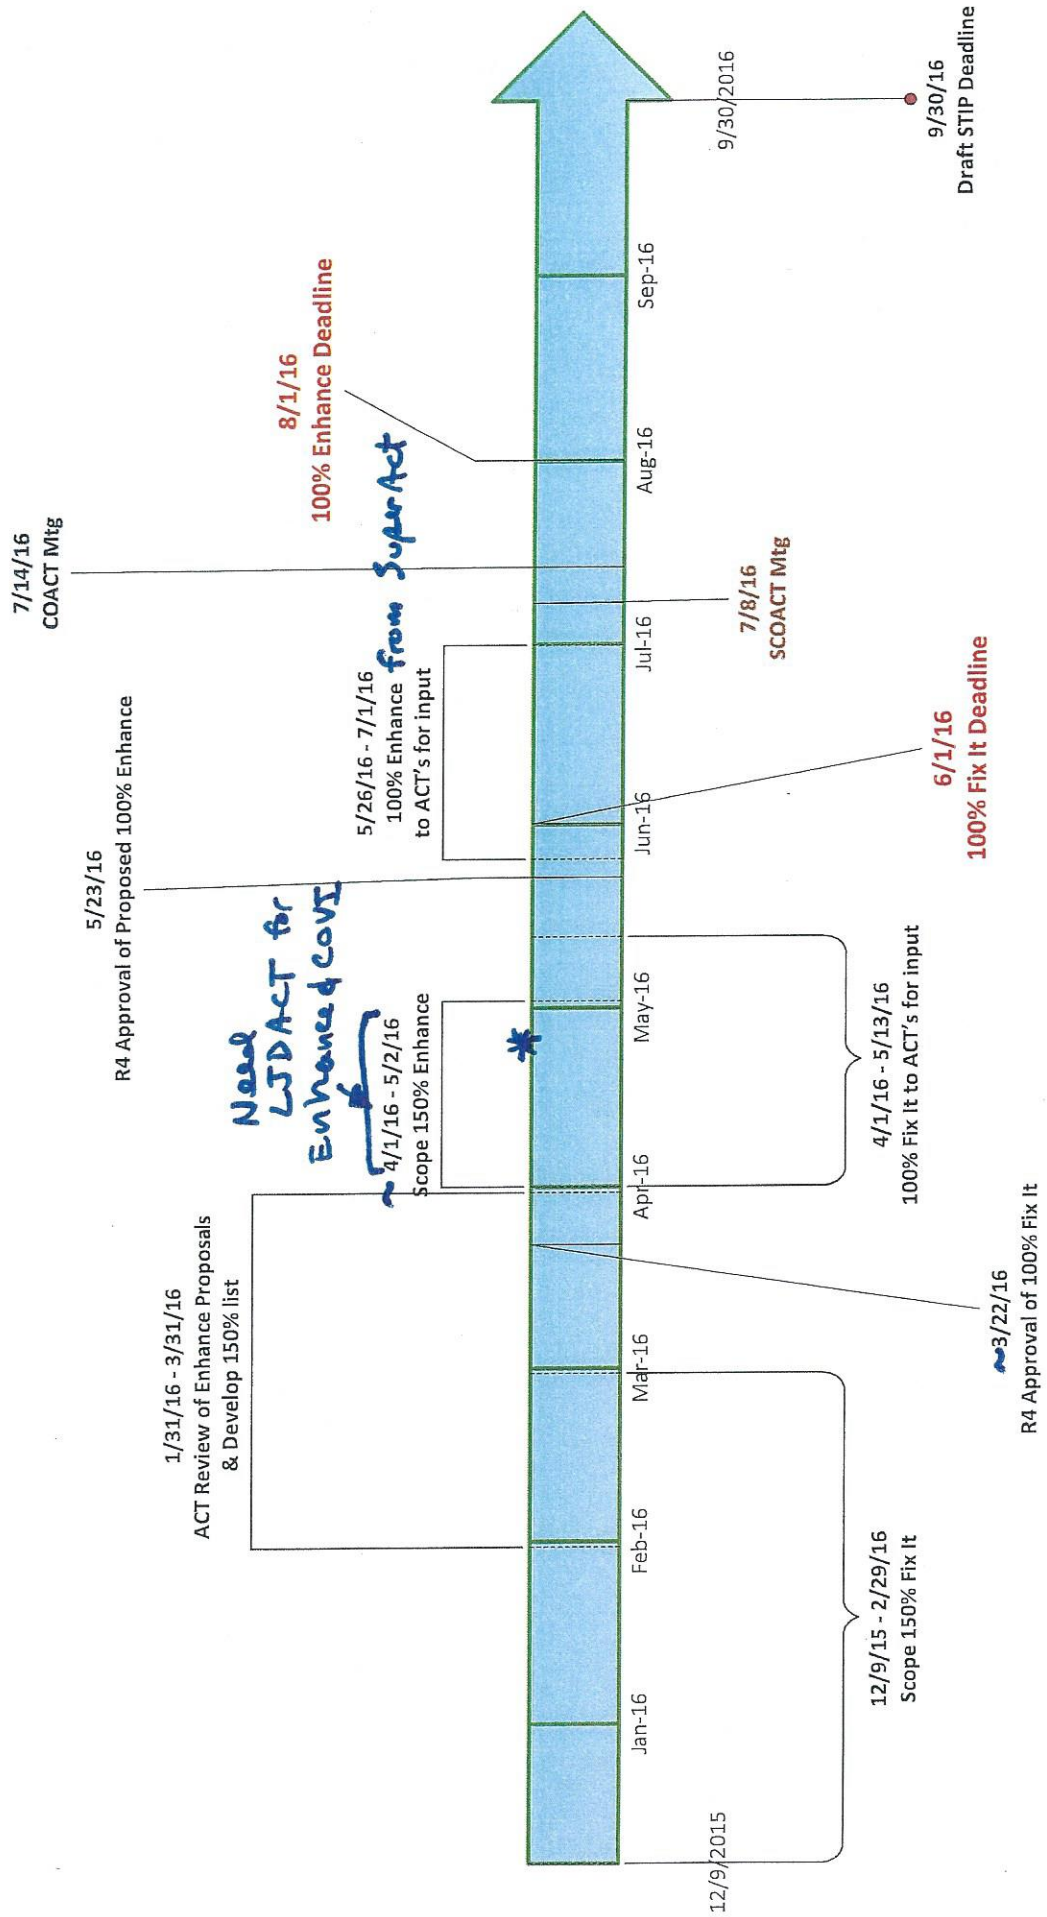 7/14/16
COACT Mtg
5/23/16
R4 Approval of Proposed 100% Enhance
8/1/16
100% Enhance Deadline
1/31/16 - 3/31/16
ACT Review of Enhance Proposals
& Develop 150% list
Need
LJDACT for
Enhance &
~ 4/1/16 - 5/2/16
Scope 150% Enhance
*
5/26/16 - 7/1/16
100% Enhance from SuperAct
to ACT's for input
12/9/2015
Jan-16
Feb-16
Mar-16
Apr-16
May-16
Jun-16
Jul-16
Aug-16
Sep-16
9/30/2016
7/8/16
SCOACT Mtg
12/9/15 - 2/29/16
Scope 150% Fix It
4/1/16 - 5/13/16
100% Fix It to ACT's for input
6/1/16
100% Fix It Deadline
9/30/16
Draft STIP Deadline
~3/22/16
R4 Approval of 100% Fix It